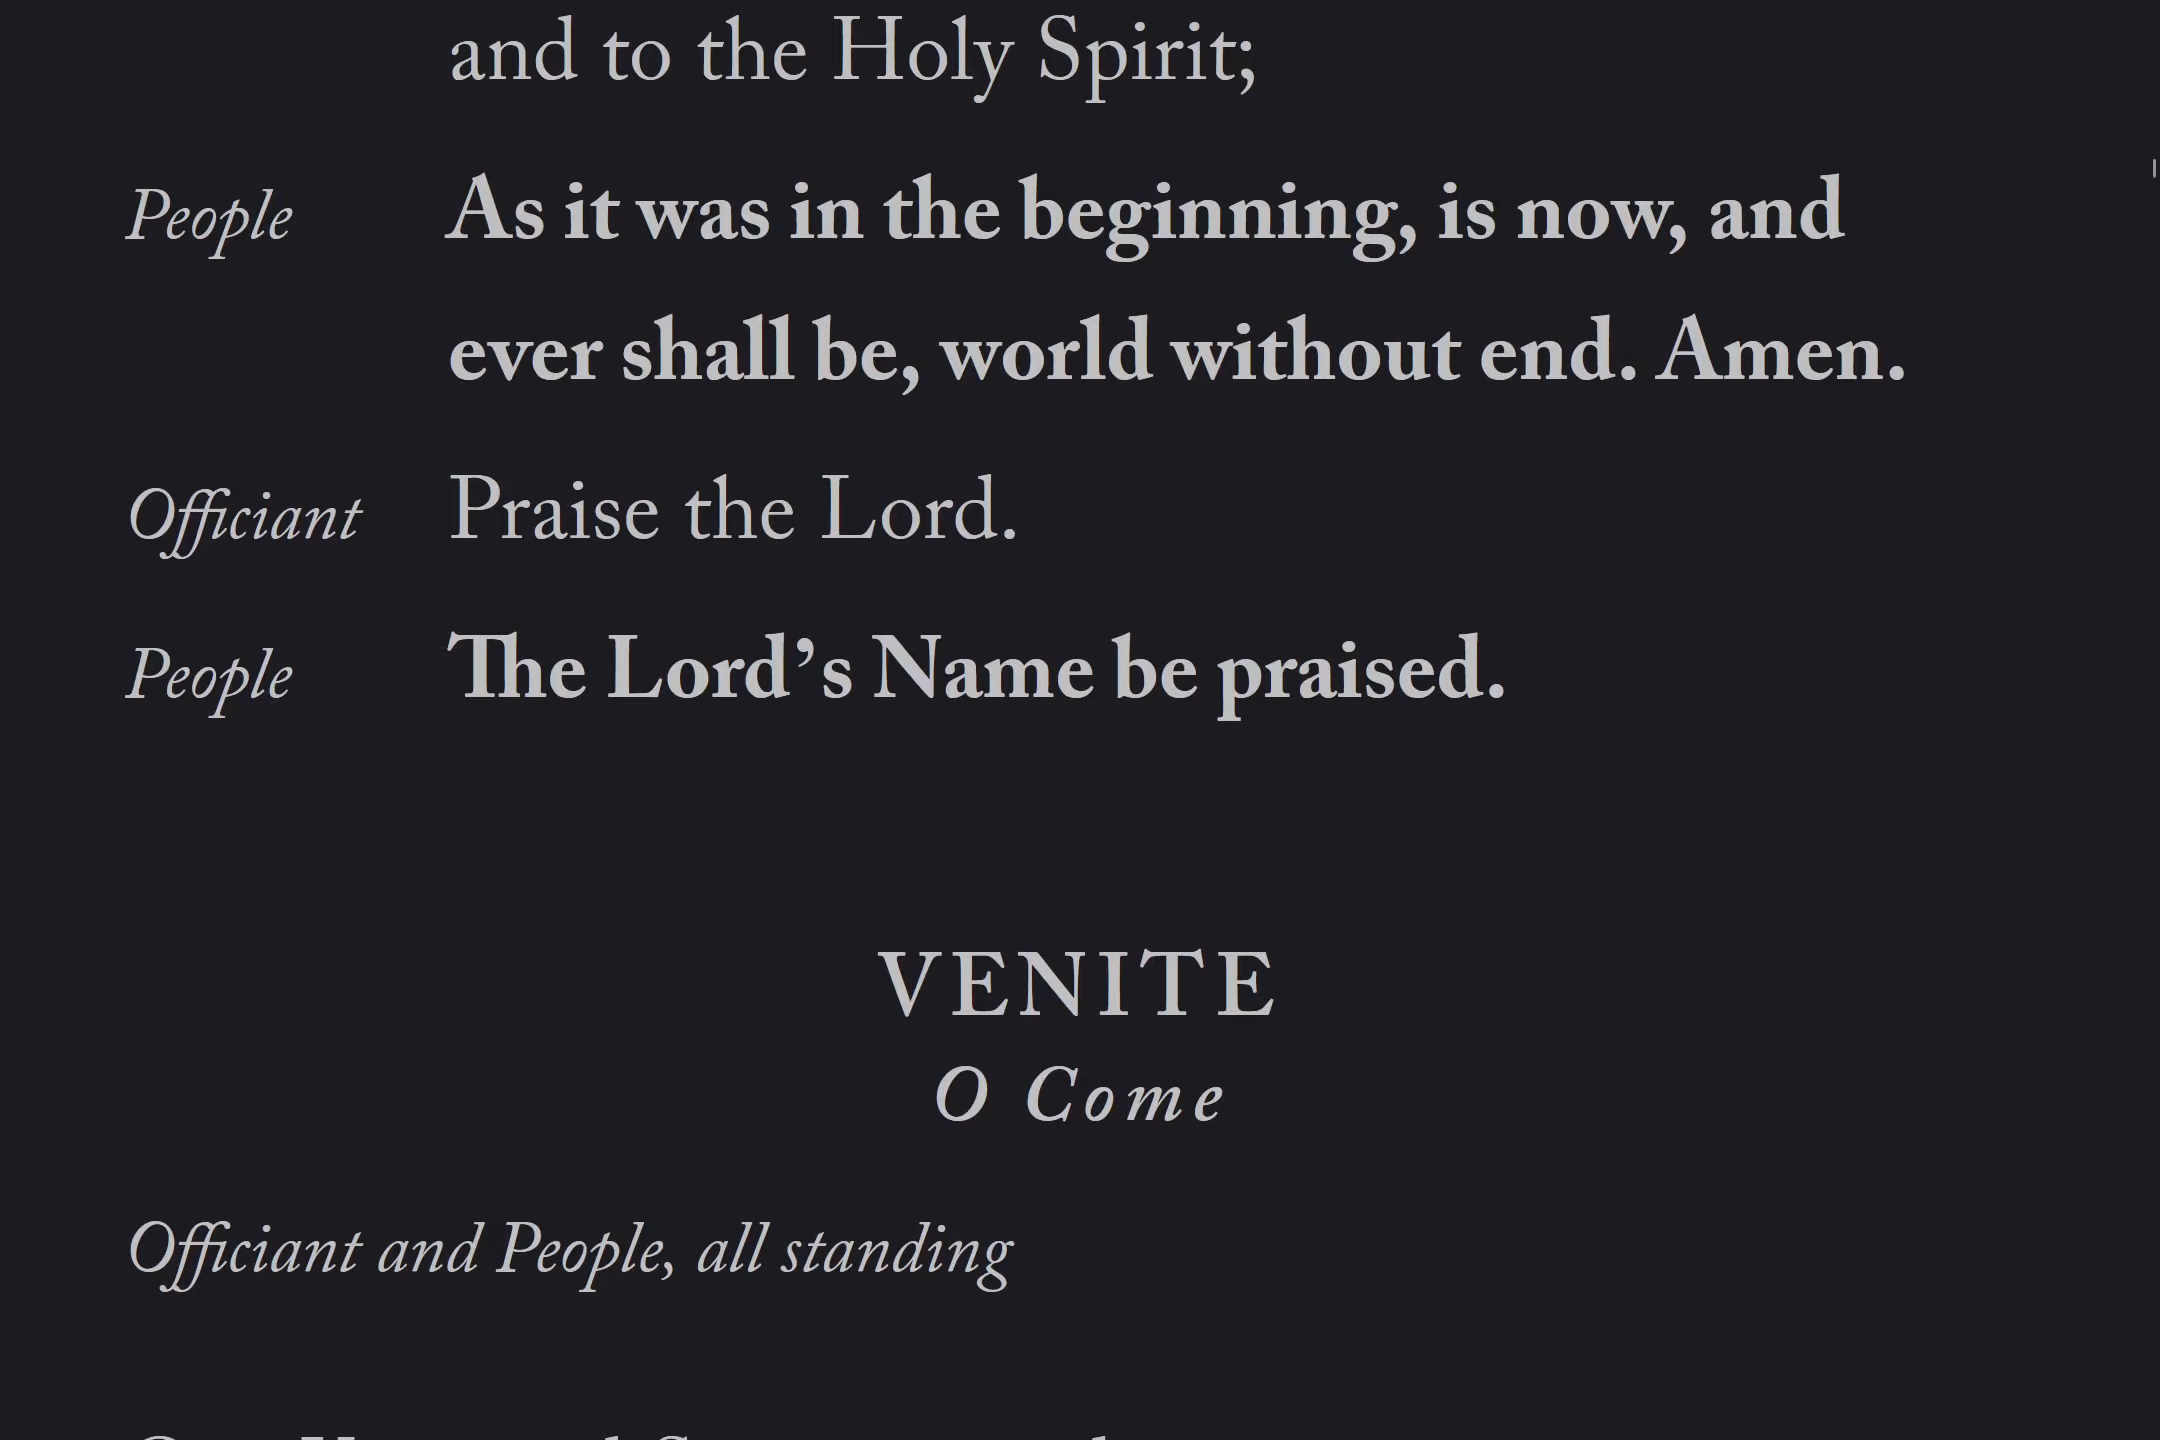 and to the Holy Spirit;
People As it was in the beginning, is now, and
ever shall be, world without end. Amen.
Officiant Praise the Lord.
People The Lord’s Name be praised.
VENITE
O Come
Officiant and People, all standing